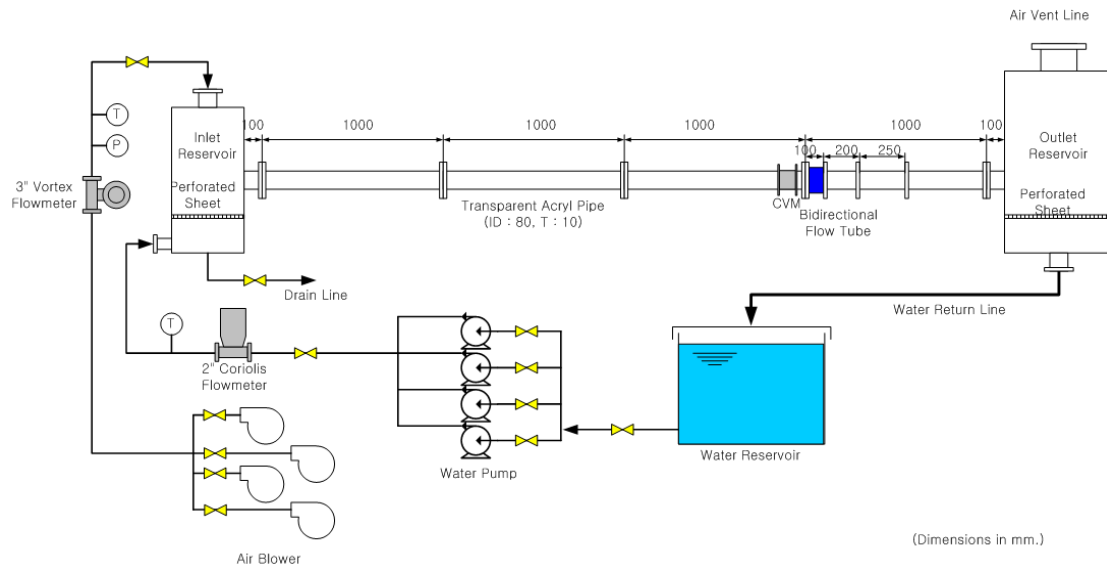 Air Vent Line
100
1000
1000
1000
1000
100
100
200
250
T
P
Inlet
Reservoir
Perforated
Sheet
Outlet
Reservoir
Perforated
Sheet
3" Vortex
Flowmeter
Transparent Acryl Pipe
(ID : 80, T : 10)
CVM
Bidirectional
Flow Tube
Drain Line
Water Return Line
T
2" Coriolis
Flowmeter
Water Pump
Water Reservoir
Air Blower
(Dimensions in mm.)